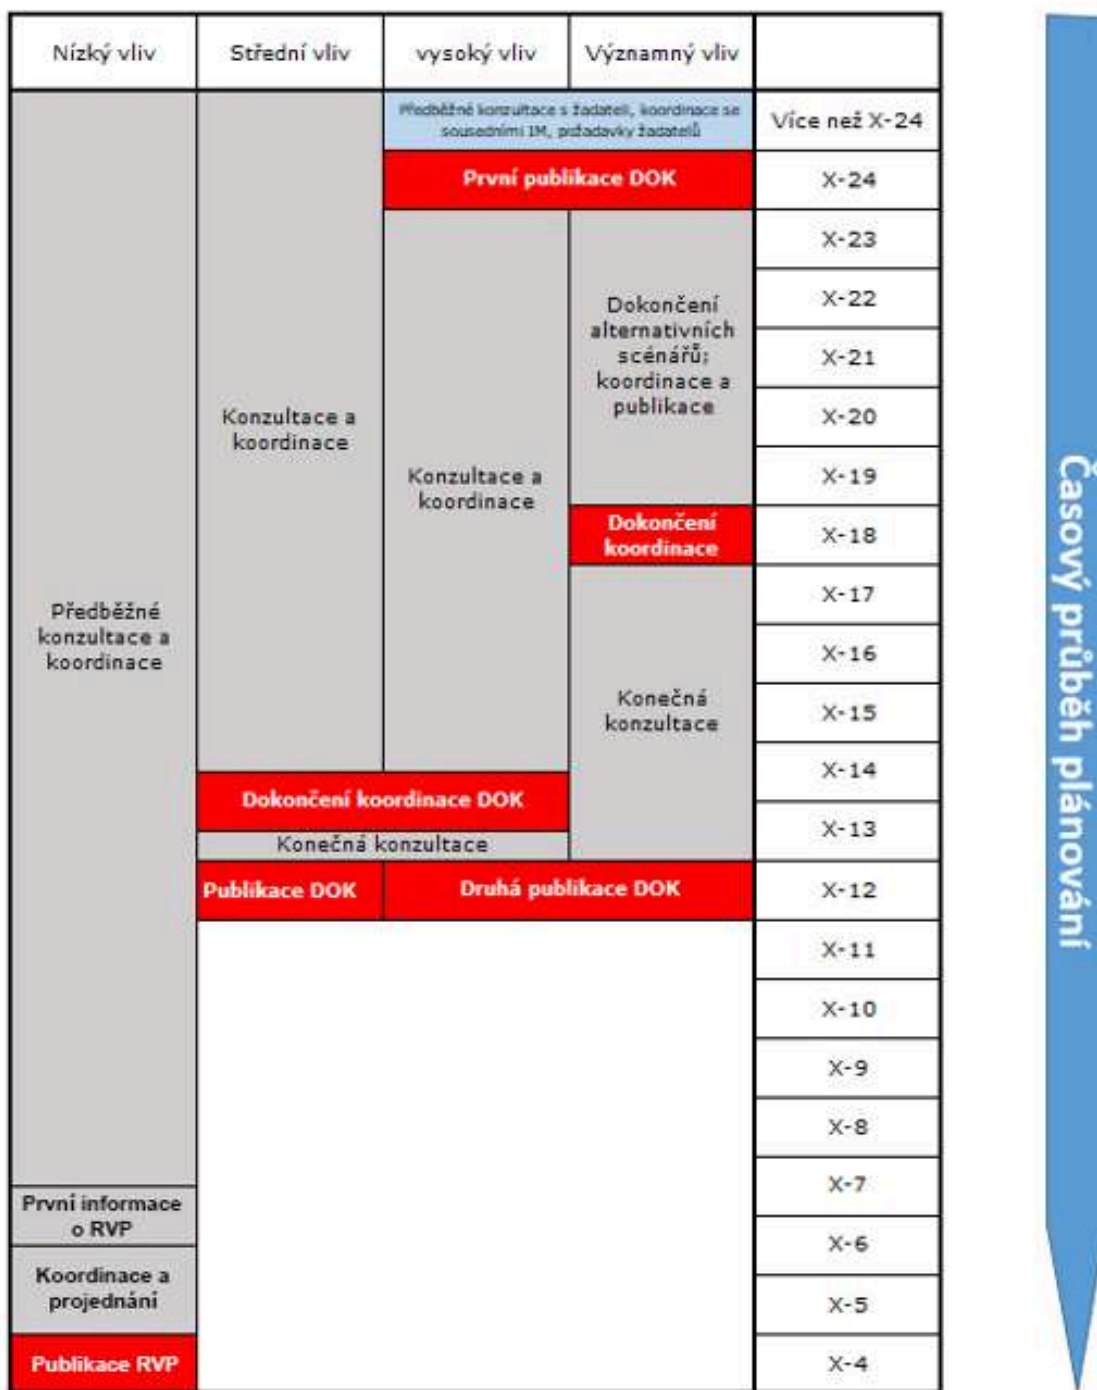 Nízký vliv
Střední vliv
vysoký vliv
Významný vliv
Předběžné konzultace s žadateli, koordinace se
sousedními IM, požadavky žadatelů
Více než X-24
První publikace DOK
X-24
X-23
X-22
X-21
X-20
X-19
X-18
X-17
X-16
X-15
X-14
X-13
X-12
X-11
X-10
X-9
X-8
X-7
X-6
X-5
X-4
Předběžné
konzultace a
koordinace
Konzultace a
koordinace
Konzultace a
koordinace
Dokončení
alternativních
scénářů;
koordinace a
publikace
Dokončení
koordinace
Konečná
konzultace
Dokončení koordinace DOK
Konečná konzultace
Publikace DOK
Druhá publikace DOK
První informace
o RVP
Koordinace a
projednání
Publikace RVP
Časový průběh plánování